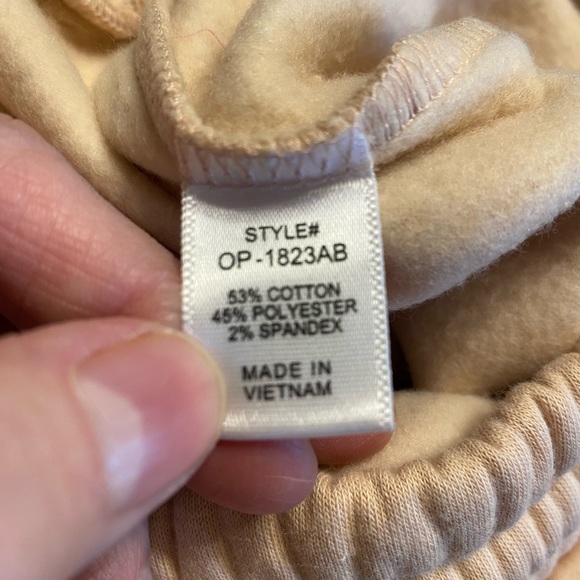 STYLE#
OP-1823AB
53% COTTON
45% POLYESTER
2% SPANDEX
MADE IN
VIETNAM